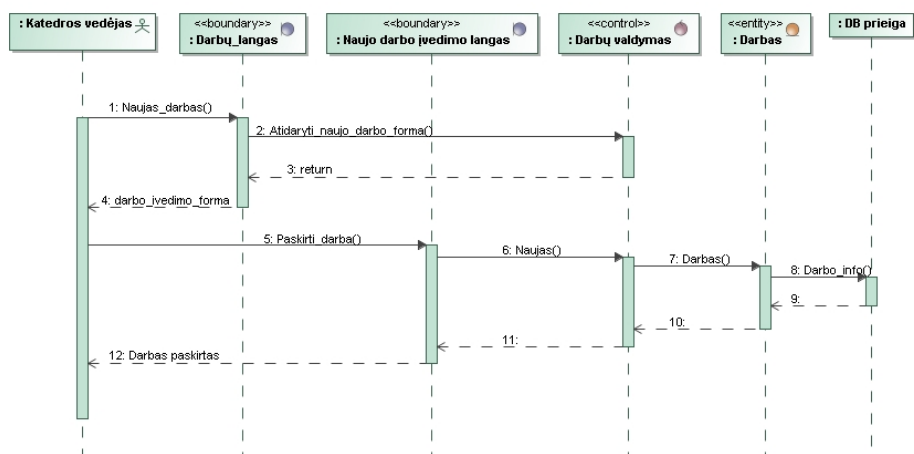 : Katedros vedėjas
<<boundary>>
: Darbų_langas
<<boundary>>
: Naujo darbo įvedimo langas
<<control>>
: Darbų valdymas
<<entity>>
: Darbas
: DB prieiga
1: Naujas_darbas()
2: Atidaryti_naujo_darbo_forma()
3: return
4: darbo_ivedimo_forma
5: Paskirti_darba()
6: Naujas()
7: Darbas()
8: Darbo_info()
9:
10:
11:
12: Darbas paskirtas